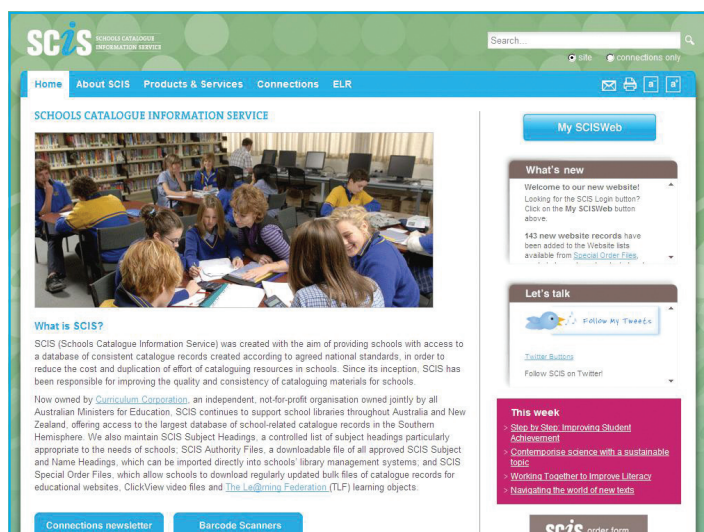 SCiS SCHOOLS CATALOGUE
INFORMATION SERVICE
Search...
site connections only
Home About SCIS Products & Services Connections ELR
a- a+
SCHOOLS CATALOGUE INFORMATION SERVICE
What is SCIS?
SCIS (Schools Catalogue Information Service) was created with the aim of providing schools with access to
a database of consistent catalogue records created according to agreed national standards, in order to
reduce the cost and duplication of effort of cataloguing resources in schools. Since its inception, SCIS has
been responsible for improving the quality and consistency of cataloguing materials for schools.
Now owned by Curriculum Corporation, an independent, not-for-profit organisation owned jointly by all
Australian Ministers for Education, SCIS continues to support school libraries throughout Australia and New
Zealand, offering access to the largest database of school-related catalogue records in the Southern
Hemisphere. We also maintain SCIS Subject Headings, a controlled list of subject headings particularly
appropriate to the needs of schools; SCIS Authority Files, a downloadable file of all approved SCIS Subject
and Name Headings, which can be imported directly into schools' library management systems; and SCIS
Special Order Files, which allow schools to download regularly updated bulk files of catalogue records for
educational websites, ClickView video files and The Le@rning Federation (TLF) learning objects.
Connections newsletter Barcode Scanners
My SCISWeb
What's new
Welcome to our new website!
Looking for the SCIS Login button?
Click on the My SCISWeb button
above.
143 new website records have
been added to the Website lists
available from Special Order Files,
Let's talk
Follow My Tweets
Twitter Buttons
Follow SCIS on Twitter!
This week
> Step by Step: Improving Student
Achievement
> Contemporise science with a sustainable
topic
> Working Together to Improve Literacy
> Navigating the world of new texts
SCiS order form